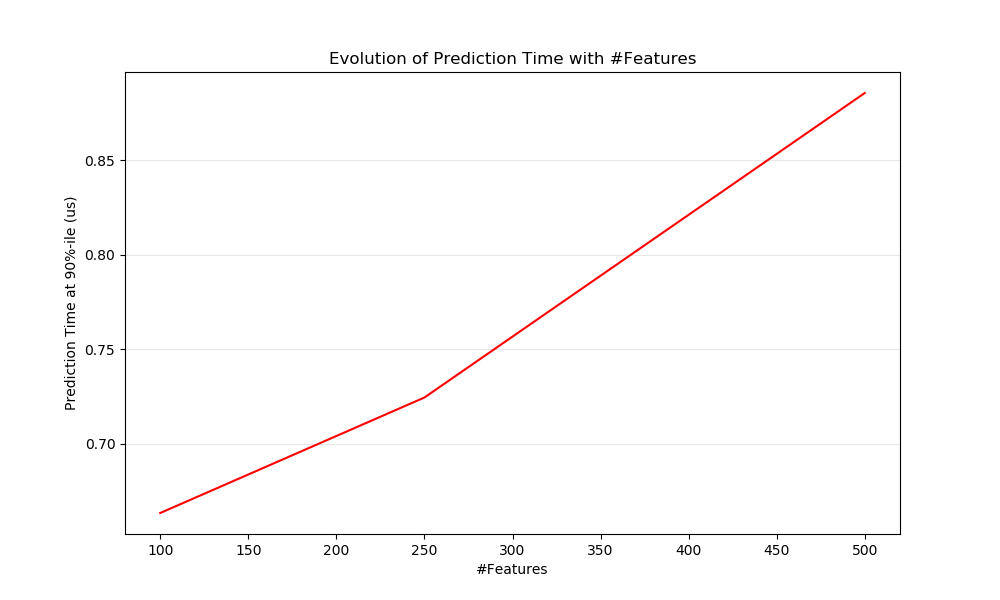 Evolution of Prediction Time with #Features
Prediction Time at 90%-ile (us)
0.85
0.80
0.75
0.70
100 150 200 250 300 350 400 450 500
#Features